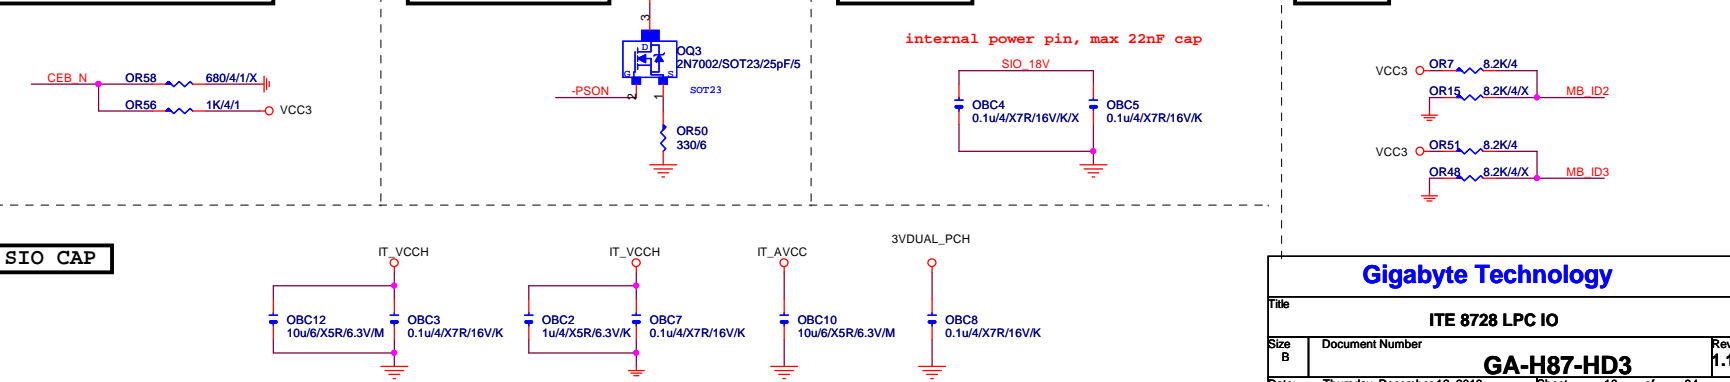 CEB_N
OR58 680/4/1/X
OR56 1K/4/1
VCC3
3
D
G
S
OQ3
2N7002/SOT23/25pF/5
SOT23
-PSON
2
1
OR50
330/6
internal power pin, max 22nF cap
SIO_18V
OBC4
0.1u/4/X7R/16V/K/X
OBC5
0.1u/4/X7R/16V/K
VCC3
OR7 8.2K/4
OR15 8.2K/4/X
MB_ID2
VCC3
OR51 8.2K/4
OR48 8.2K/4/X
MB_ID3
SIO CAP
IT_VCCH
OBC12
10u/6/X5R/6.3V/M
OBC3
0.1u/4/X7R/16V/K
IT_VCCH
OBC2
1u/4/X5R/6.3V/K
OBC7
0.1u/4/X7R/16V/K
IT_AVCC
OBC10
10u/6/X5R/6.3V/M
3VDUAL_PCH
OBC8
0.1u/4/X7R/16V/K
Gigabyte Technology
Title
ITE 8728 LPC IO
Size
B
Document Number
GA-H87-HD3
Rev
1.1